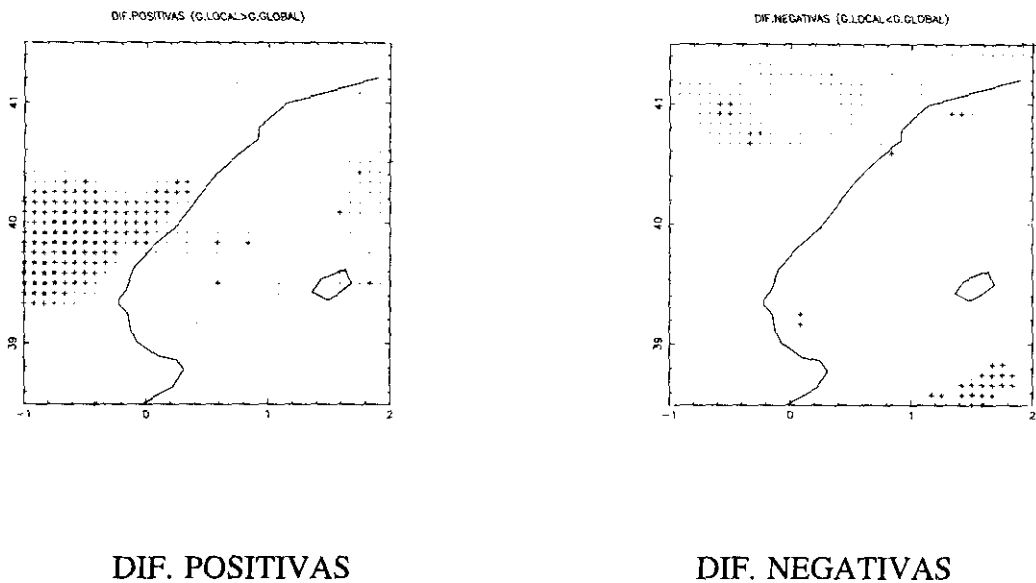 DIF.POSITIVAS (G.LOCAL>G.GLOBAL)
41
40
39
-1 0 1 2
DIF.NEGATIVAS (G.LOCAL<G.GLOBAL)
41
40
39
-1 0 1 2
DIF. POSITIVAS
DIF. NEGATIVAS